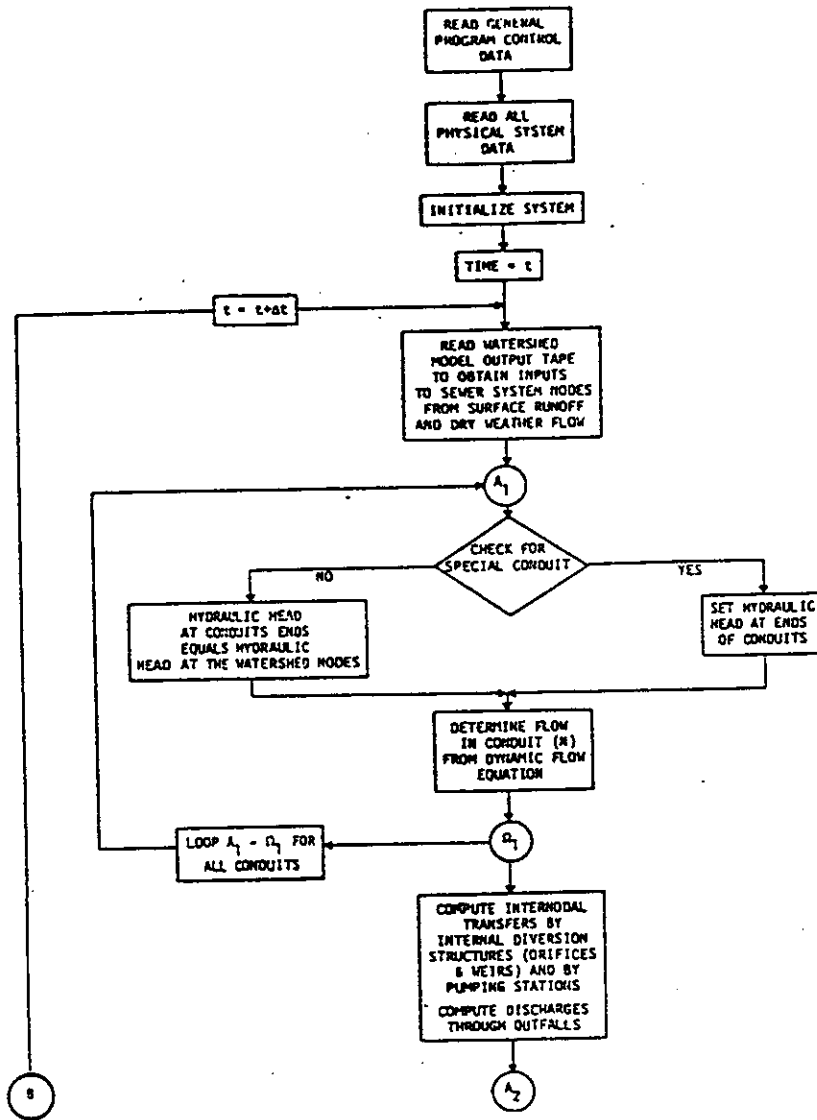 READ GENERAL
PROGRAM CONTROL
DATA
READ ALL
PHYSICAL SYSTEM
DATA
INITIALIZE SYSTEM
TIME = t
t = t+Δt
READ WATERSHED
MODEL OUTPUT TAPE
TO OBTAIN INPUTS
TO SEWER SYSTEM NODES
FROM SURFACE RUNOFF
AND DRY WEATHER FLOW
A1
CHECK FOR
SPECIAL CONDUIT
NO
YES
HYDRAULIC HEAD
AT CONDUITS ENDS
EQUALS HYDRAULIC
HEAD AT THE WATERSHED NODES
SET HYDRAULIC
HEAD AT ENDS
OF CONDUITS
DETERMINE FLOW
IN CONDUIT (N)
FROM DYNAMIC FLOW
EQUATION
LOOP A1 - Ω1 FOR
ALL CONDUITS
Ω1
COMPUTE INTERNODAL
TRANSFERS BY
INTERNAL DIVERSION
STRUCTURES (ORIFICES
& WEIRS) AND BY
PUMPING STATIONS
COMPUTE DISCHARGES
THROUGH OUTFALLS
B
A2